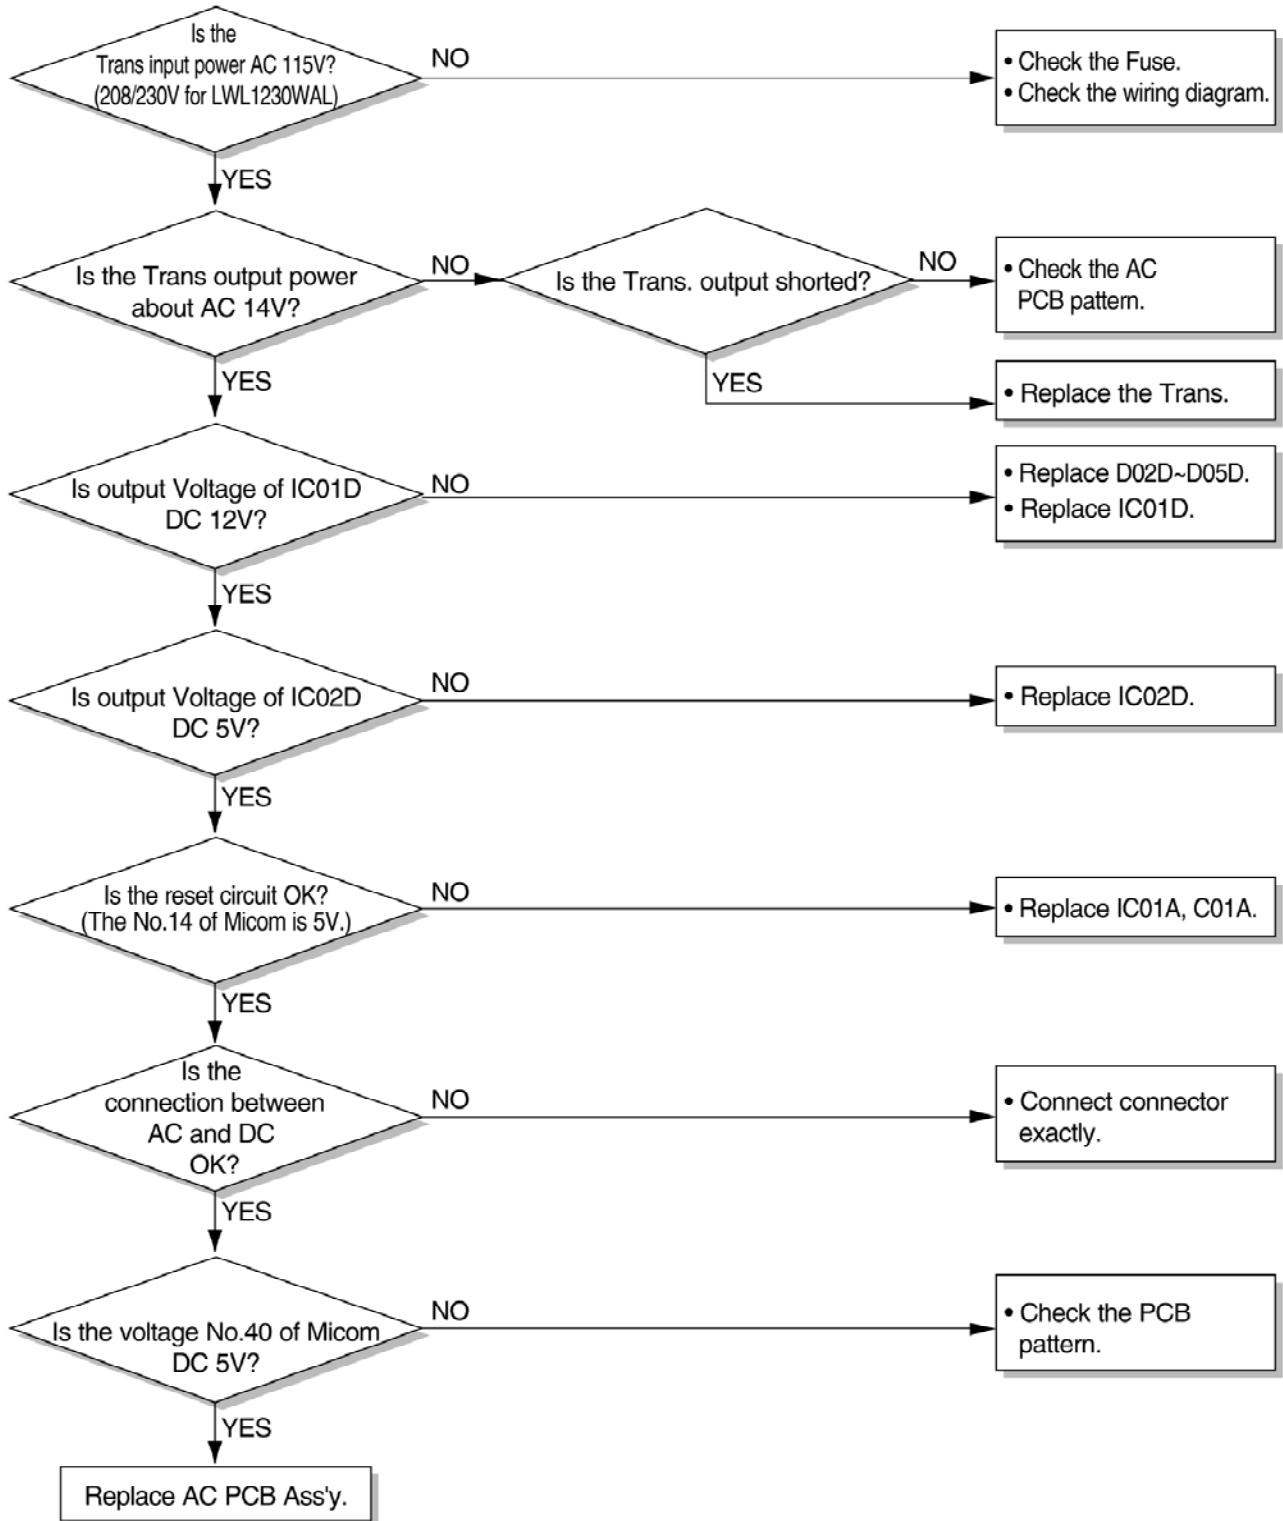 Is the
Trans input power AC 115V?
(208/230V for LWL1230WAL)
NO
• Check the Fuse.
• Check the wiring diagram.
YES
Is the Trans output power
about AC 14V?
NO
Is the Trans. output shorted?
NO
• Check the AC
PCB pattern.
YES
• Replace the Trans.
YES
Is output Voltage of IC01D
DC 12V?
NO
• Replace D02D~D05D.
• Replace IC01D.
YES
Is output Voltage of IC02D
DC 5V?
NO
• Replace IC02D.
YES
Is the reset circuit OK?
(The No.14 of Micom is 5V.)
NO
• Replace IC01A, C01A.
YES
Is the
connection between
AC and DC
OK?
NO
• Connect connector
exactly.
YES
Is the voltage No.40 of Micom
DC 5V?
NO
• Check the PCB
pattern.
YES
Replace AC PCB Ass'y.